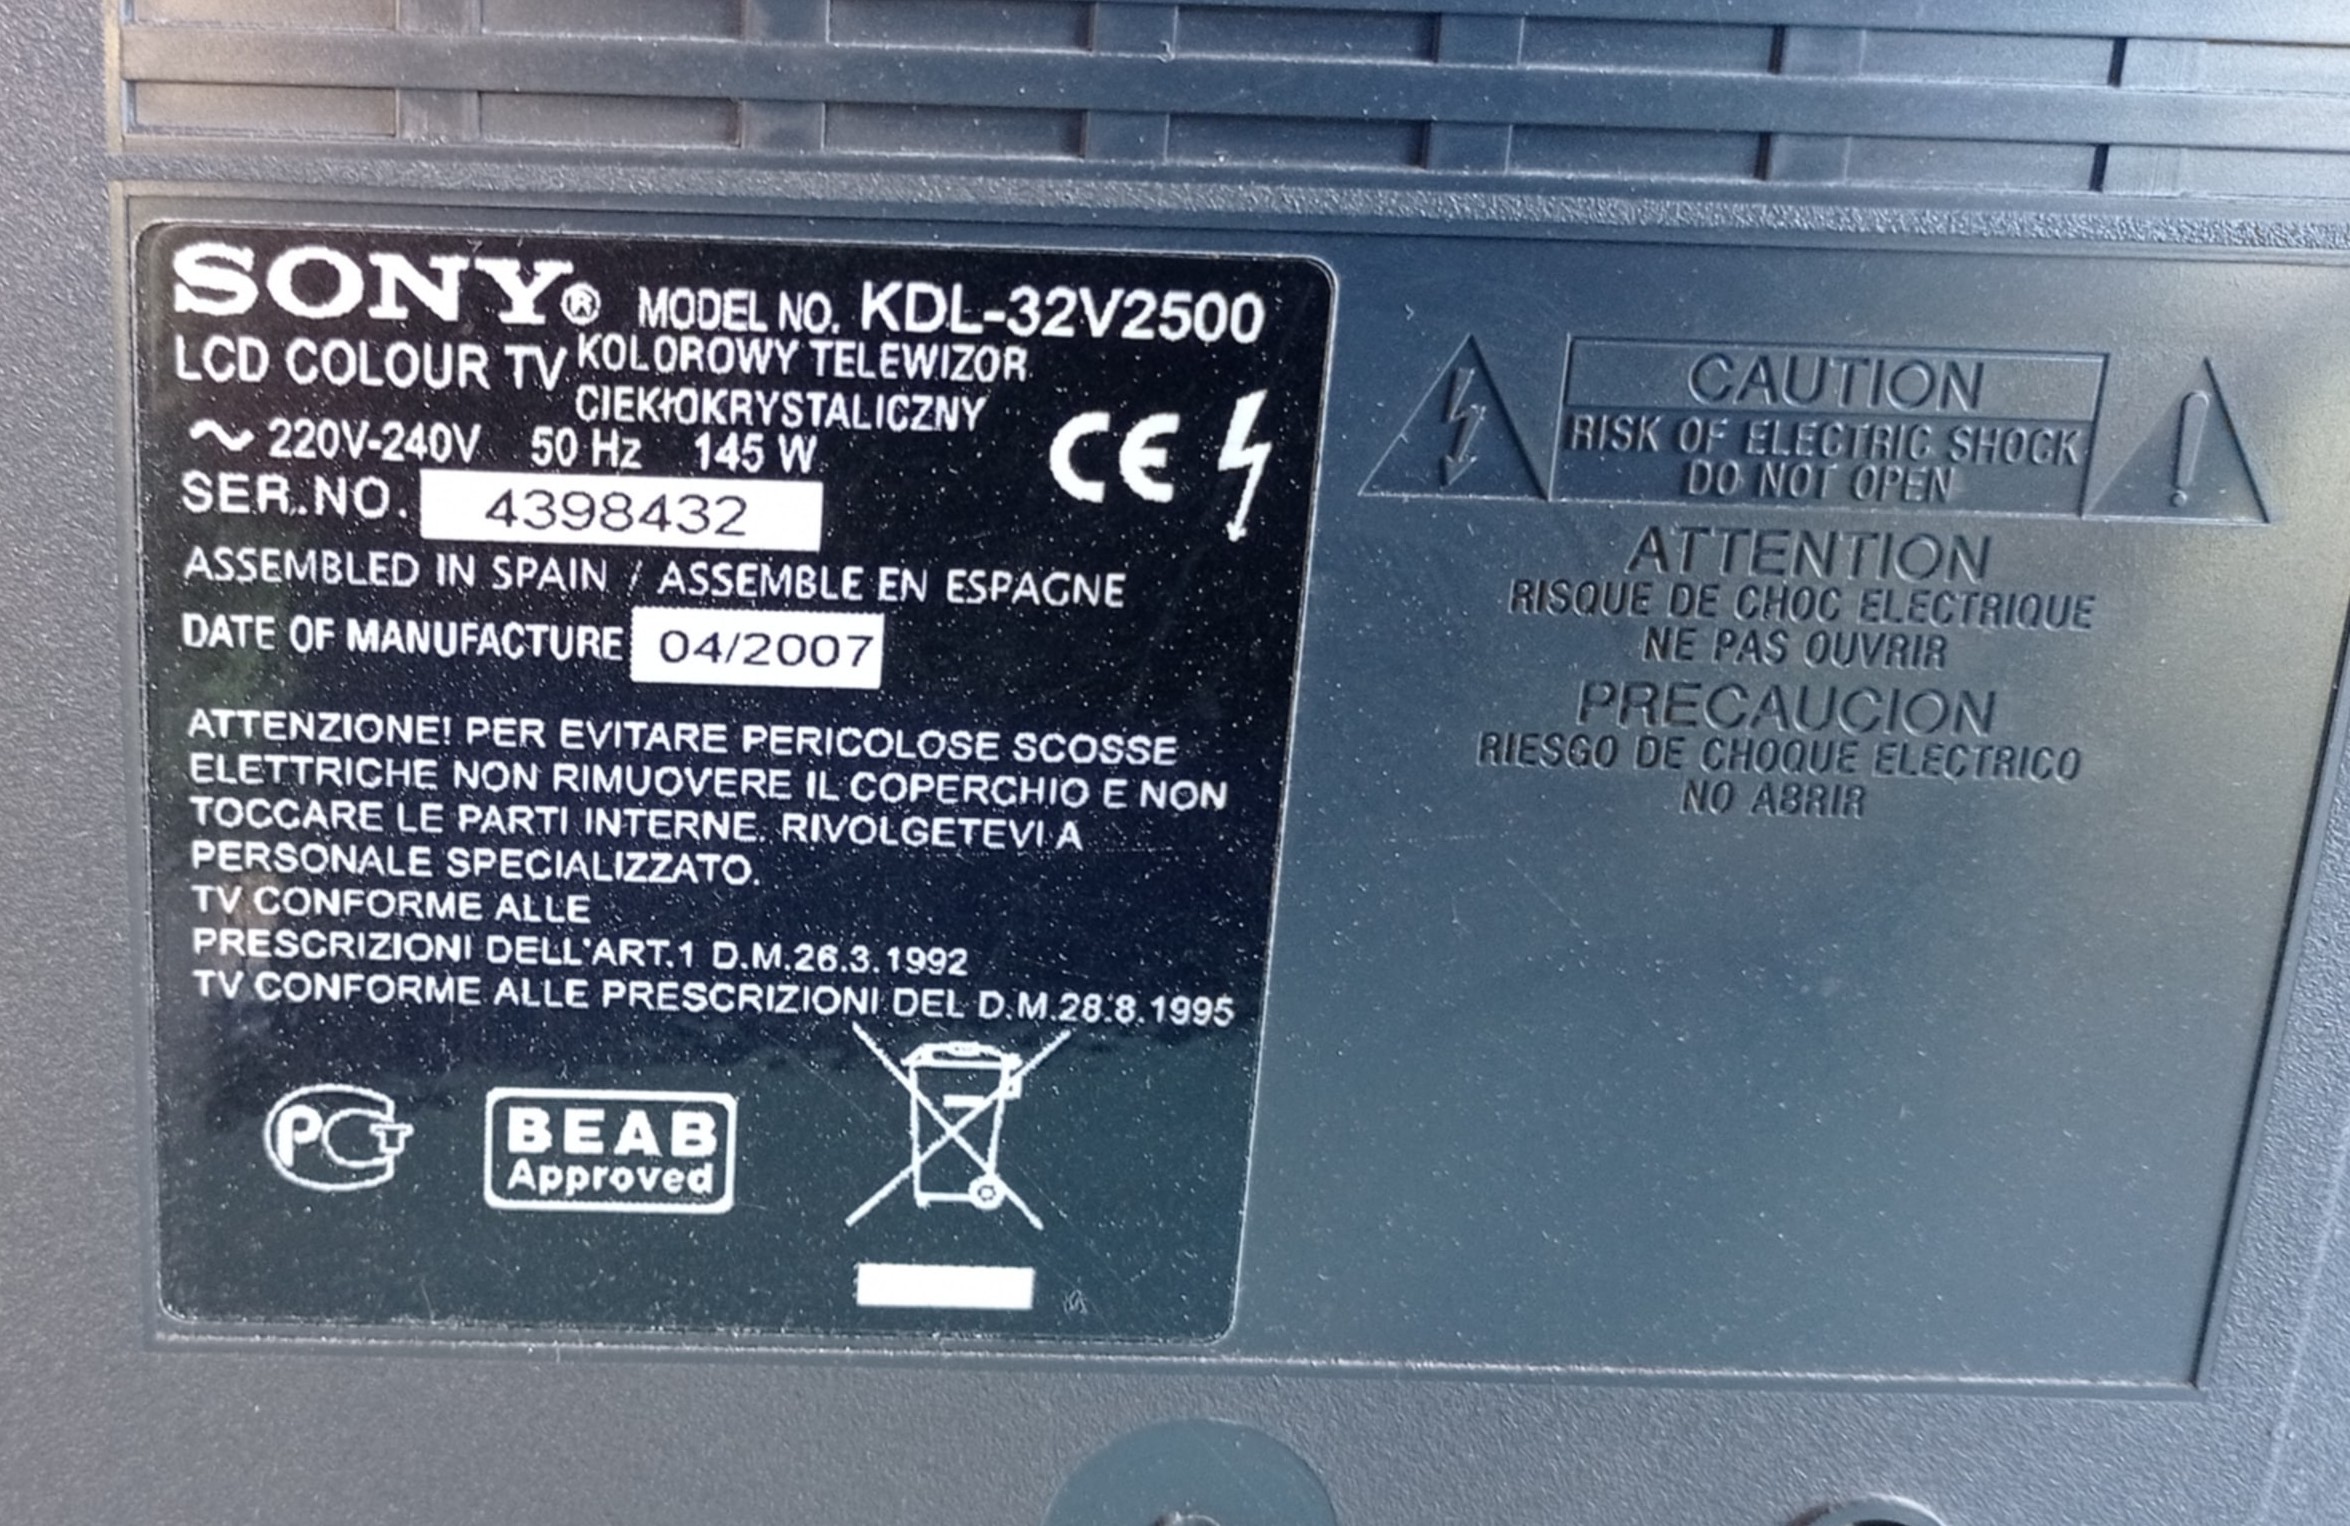 SONY® MODEL NO. KDL-32V2500
LCD COLOUR TV KOLOROWY TELEWIZOR
CIEKŁOKRYSTALICZNY
~ 220V-240V 50 Hz 145 W
CE
SER.NO. 4398432
ASSEMBLED IN SPAIN / ASSEMBLE EN ESPAGNE
DATE OF MANUFACTURE 04/2007
ATTENZIONE! PER EVITARE PERICOLOSE SCOSSE
ELETTRICHE NON RIMUOVERE IL COPERCHIO E NON
TOCCARE LE PARTI INTERNE. RIVOLGETEVI A
PERSONALE SPECIALIZZATO.
TV CONFORME ALLE
PRESCRIZIONI DELL'ART.1 D.M.26.3.1992
TV CONFORME ALLE PRESCRIZIONI DEL D.M.28.8.1995
PCT
BEAB
Approved
CAUTION
RISK OF ELECTRIC SHOCK
DO NOT OPEN
ATTENTION
RISQUE DE CHOC ELECTRIQUE
NE PAS OUVRIR
PRECAUCION
RIESGO DE CHOQUE ELECTRICO
NO ABRIR